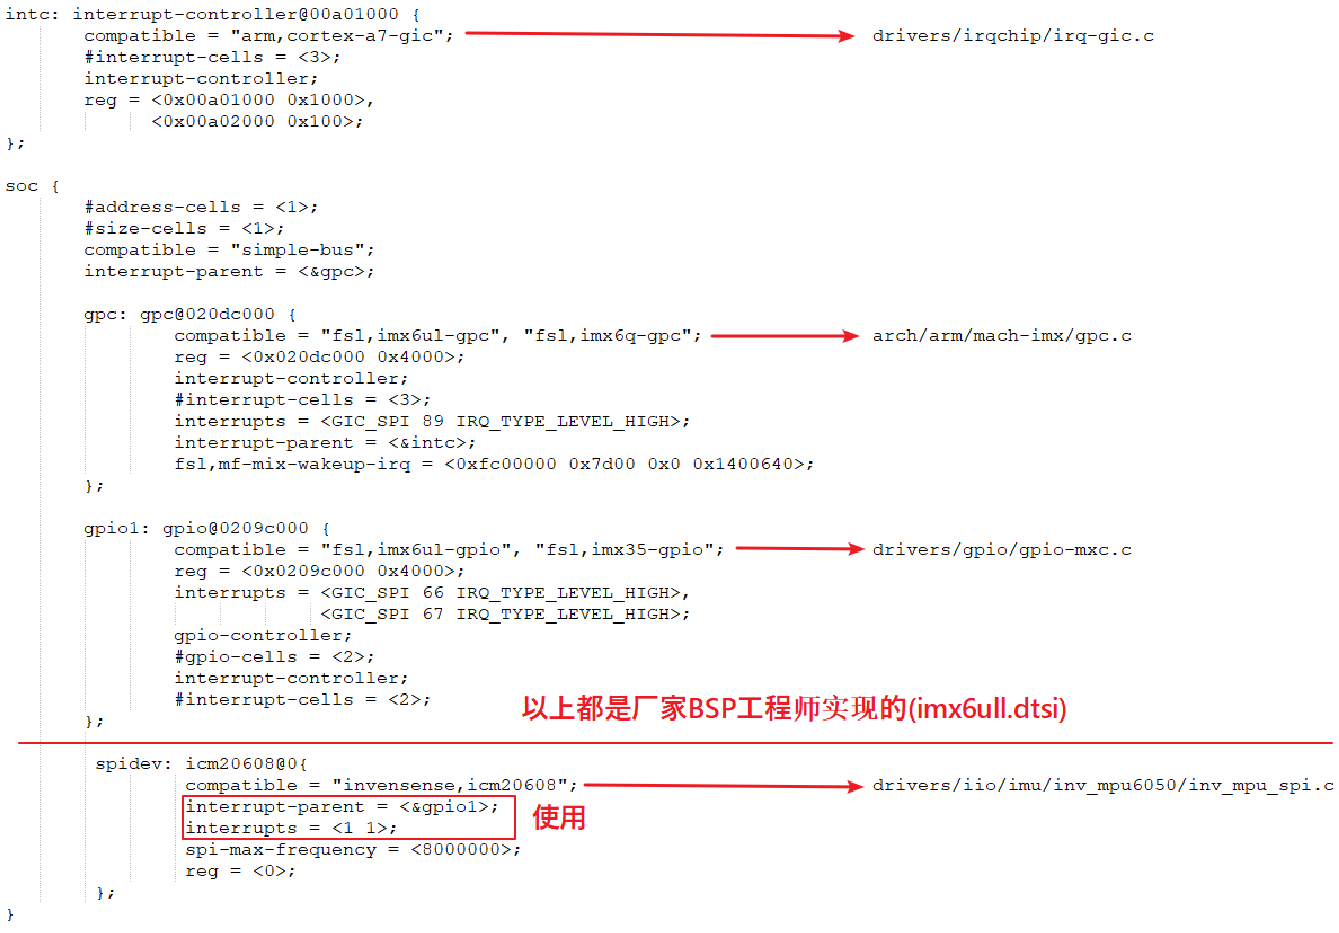 intc: interrupt-controller@00a01000 {
compatible = "arm,cortex-a7-gic"; drivers/irqchip/irq-gic.c
#interrupt-cells = <3>;
interrupt-controller;
reg = <0x00a01000 0x1000>,
<0x00a02000 0x100>;
};
soc {
#address-cells = <1>;
#size-cells = <1>;
compatible = "simple-bus";
interrupt-parent = <&gpc>;
gpc: gpc@020dc000 {
compatible = "fsl,imx6ul-gpc", "fsl,imx6q-gpc"; arch/arm/mach-imx/gpc.c
reg = <0x020dc000 0x4000>;
interrupt-controller;
#interrupt-cells = <3>;
interrupts = <GIC_SPI 89 IRQ_TYPE_LEVEL_HIGH>;
interrupt-parent = <&intc>;
fsl,mf-mix-wakeup-irq = <0xfc00000 0x7d00 0x0 0x1400640>;
};
gpio1: gpio@0209c000 {
compatible = "fsl,imx6ul-gpio", "fsl,imx35-gpio"; drivers/gpio/gpio-mxc.c
reg = <0x0209c000 0x4000>;
interrupts = <GIC_SPI 66 IRQ_TYPE_LEVEL_HIGH>,
<GIC_SPI 67 IRQ_TYPE_LEVEL_HIGH>;
gpio-controller;
#gpio-cells = <2>;
interrupt-controller;
#interrupt-cells = <2>;
以上都是厂家BSP工程师实现的(imx6ull.dtsi)
};
spidev: icm20608@0{
compatible = "invensense,icm20608"; drivers/iio/imu/inv_mpu6050/inv_mpu_spi.c
interrupt-parent = <&gpio1>;
使用
interrupts = <1 1>;
spi-max-frequency = <8000000>;
reg = <0>;
};
}